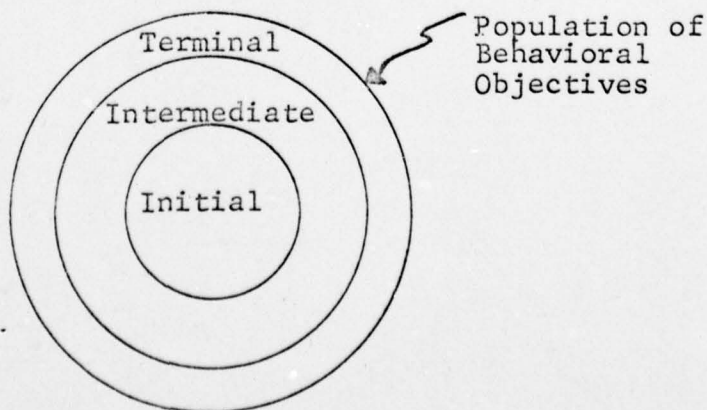 Terminal
Population of
Behavioral
Objectives
Intermediate
Initial